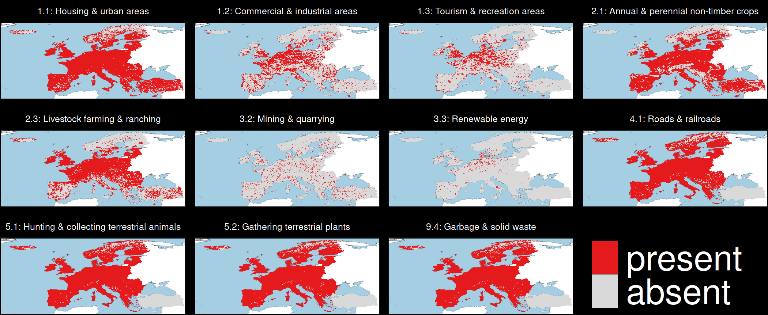 1.1: Housing & urban areas
1.2: Commercial & industrial areas
1.3: Tourism & recreation areas
2.1: Annual & perennial non-timber crops
2.3: Livestock farming & ranching
3.2: Mining & quarrying
3.3: Renewable energy
4.1: Roads & railroads
5.1: Hunting & collecting terrestrial animals
5.2: Gathering terrestrial plants
9.4: Garbage & solid waste
present
absent